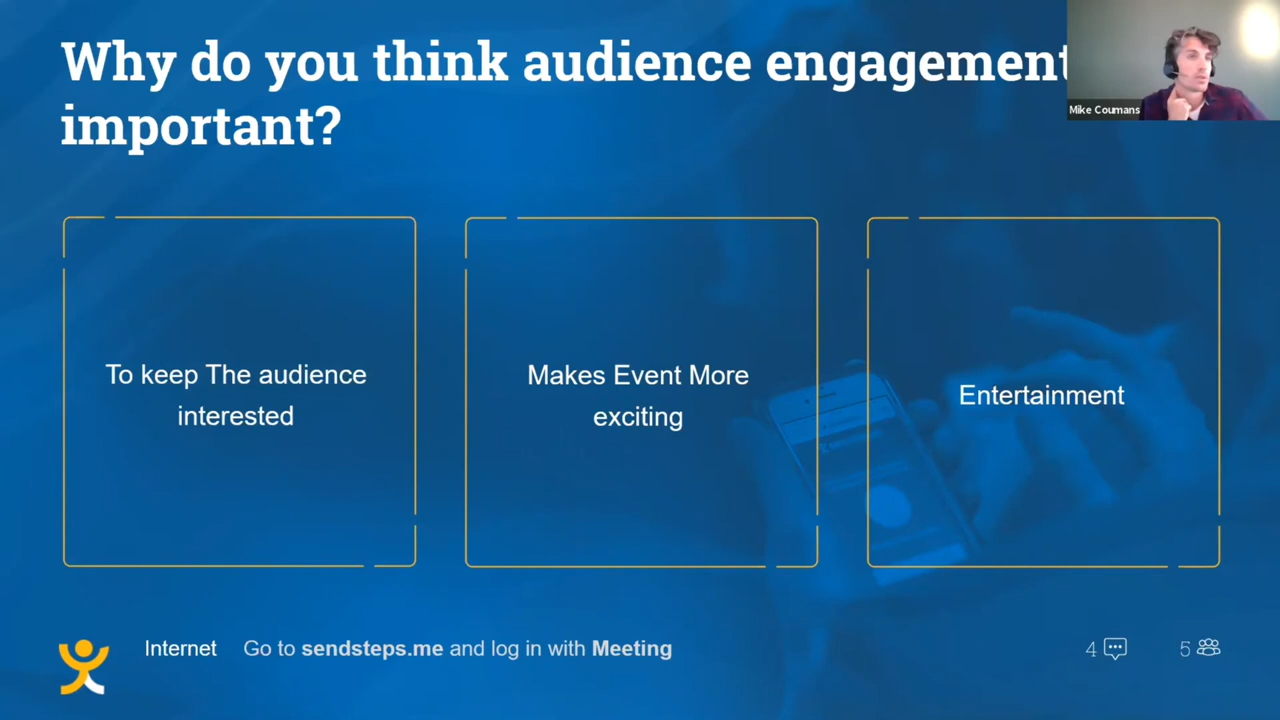 Why do you think audience engagement
important?
Mike Coumans
To keep The audience
interested
Makes Event More
exciting
Entertainment
Internet Go to sendsteps.me and log in with Meeting
4
5